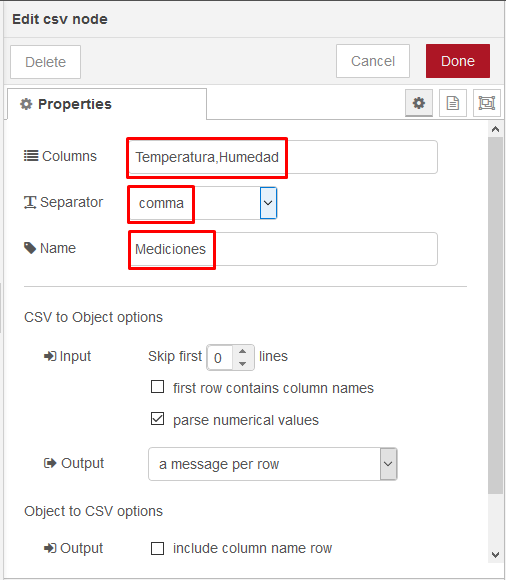 Edit csv node
Delete Cancel Done
Properties
Columns Temperatura,Humedad
Separator comma
Name Mediciones
CSV to Object options
Input Skip first 0 lines
first row contains column names
parse numerical values
Output a message per row
Object to CSV options
Output include column name row